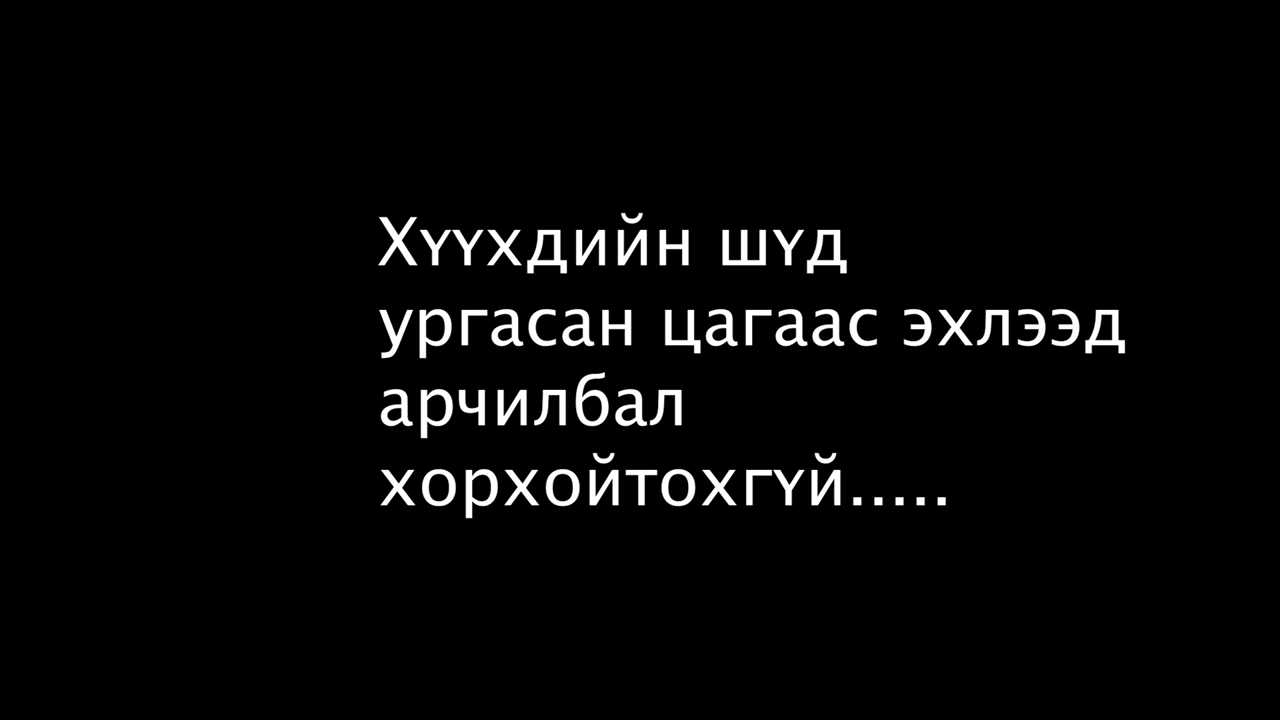 Хүүхдийн шүд
ургасан цагаас эхлээд
арчилбал
хорхойтохгүй.....